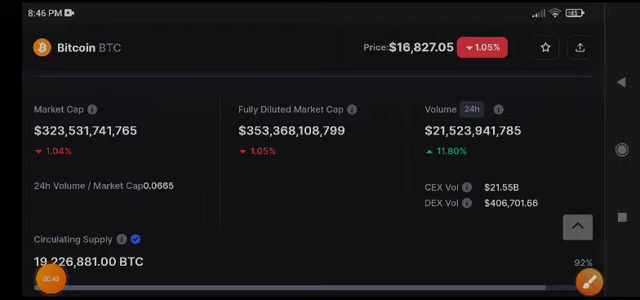 8:46 PM
Bitcoin BTC Price:$16,827.05 1.05%
Market Cap Fully Diluted Market Cap Volume 24h
$323,531,741,765 $353,368,108,799 $21,523,941,785
1.04% 1.05% 11.80%
24h Volume / Market Cap0.0665
CEX Vol $21.55B
DEX Vol $406,701.66
Circulating Supply
19,226,881.00 BTC 92%
00:40